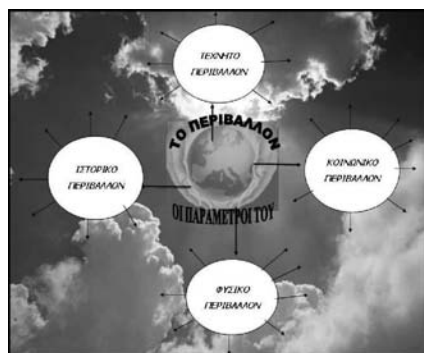 ΤΕΧΝΗΤΟ
ΠΕΡΙΒΑΛΛΟΝ
ΤΟ ΠΕΡΙΒΑΛΛΟΝ
ΙΣΤΟΡΙΚΟ
ΠΕΡΙΒΑΛΛΟΝ
ΚΟΙΝΩΝΙΚΟ
ΠΕΡΙΒΑΛΛΟΝ
ΟΙ ΠΑΡΑΜΕΤΡΟΙ ΤΟΥ
ΦΥΣΙΚΟ
ΠΕΡΙΒΑΛΛΟΝ